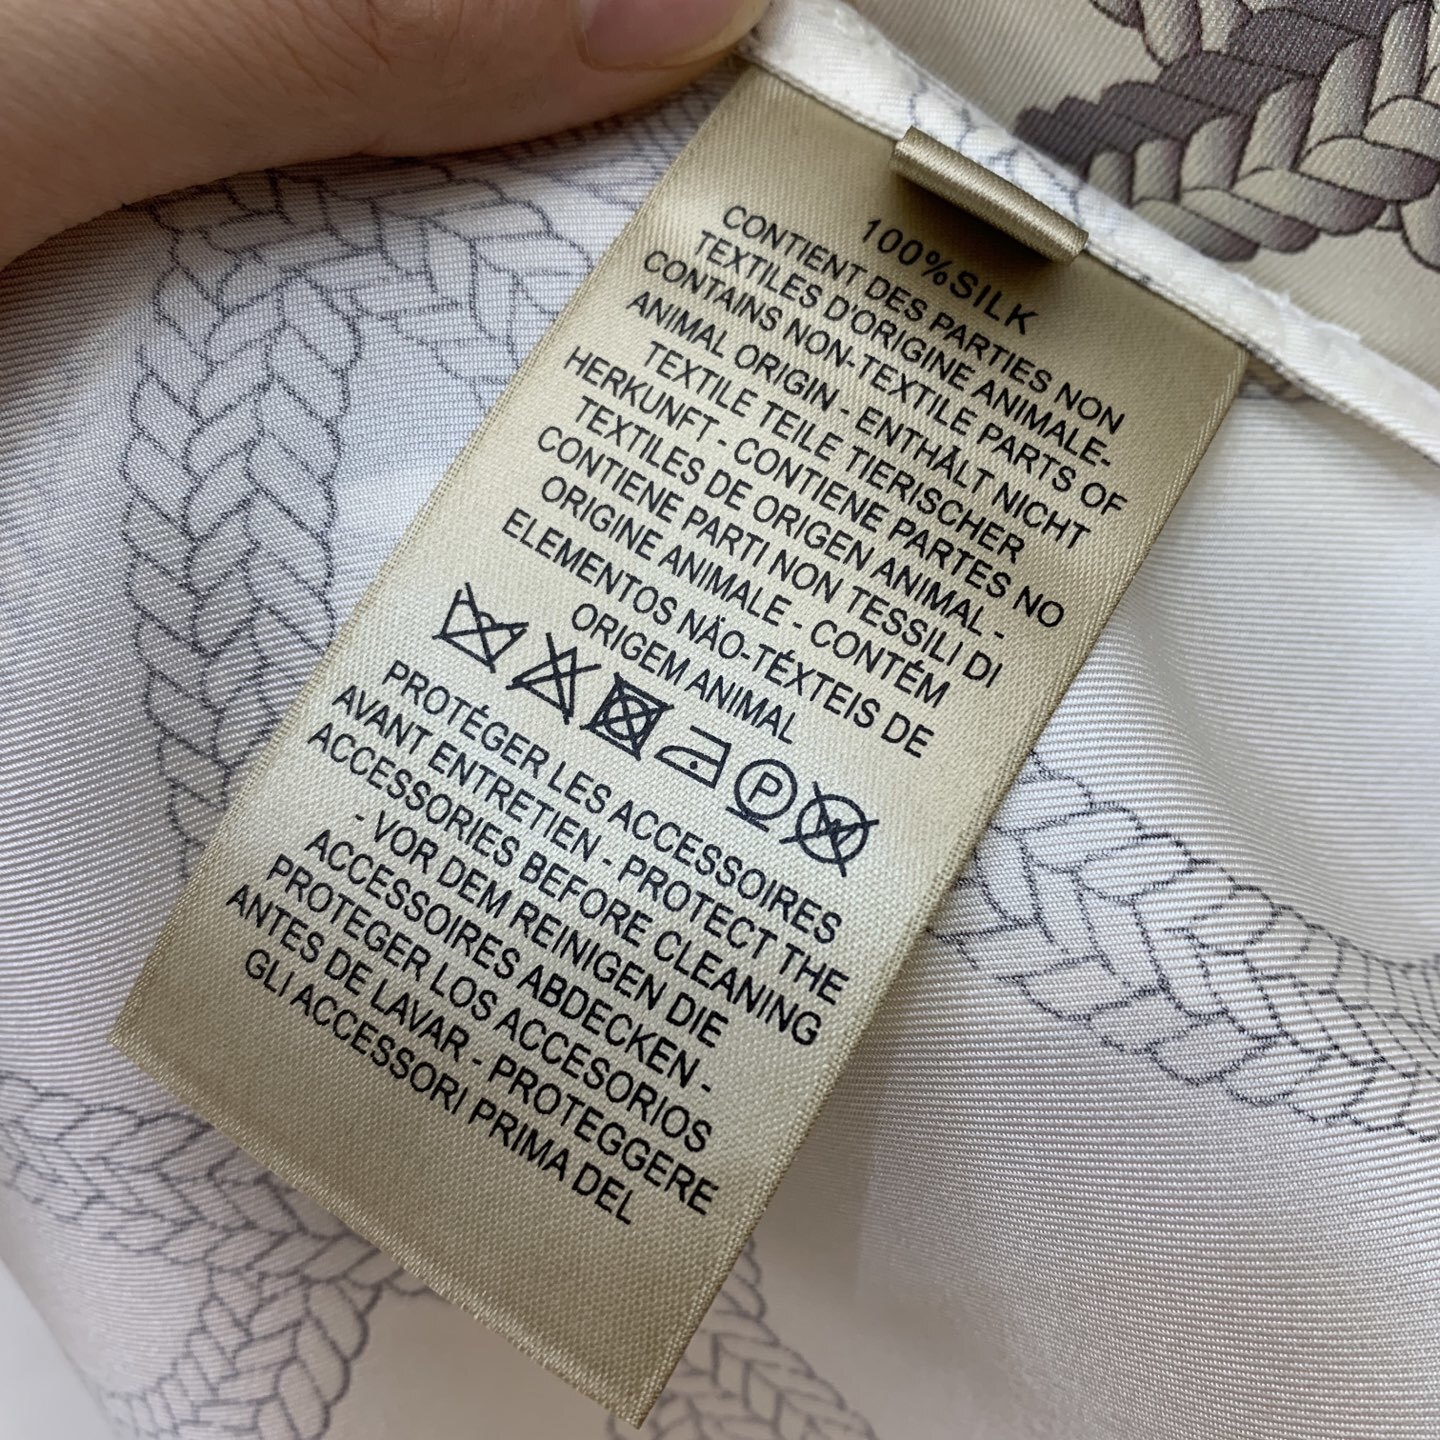 100%SILK
CONTIENT DES PARTIES NON
TEXTILES D'ORIGINE ANIMALE-
CONTAINS NON-TEXTILE PARTS OF
ANIMAL ORIGIN - ENTHÄLT NICHT
TEXTILE TEILE TIERISCHER
HERKUNFT - CONTIENE PARTES NO
TEXTILES DE ORIGEN ANIMAL -
CONTIENE PARTI NON TESSILI DI
ORIGINE ANIMALE - CONTÉM
ELEMENTOS NÃO-TÉXTEIS DE
ORIGEM ANIMAL
P
W
PROTÉGER LES ACCESSOIRES
AVANT ENTRETIEN - PROTECT THE
ACCESSORIES BEFORE CLEANING
- VOR DEM REINIGEN DIE
ACCESSOIRES ABDECKEN -
PROTEGER LOS ACCESORIOS
ANTES DE LAVAR - PROTEGGERE
GLI ACCESSORI PRIMA DEL